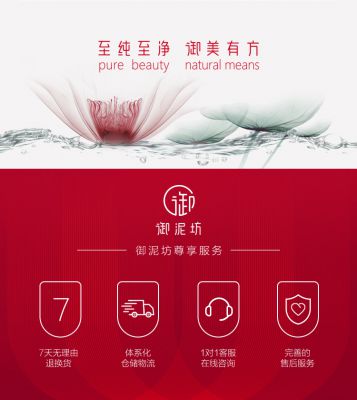 至纯至净 御美有方
pure beauty natural means
御
御泥坊
御泥坊尊享服务
7
7天无理由
退换货
体系化
仓储物流
1对1客服
在线咨询
完善的
售后服务